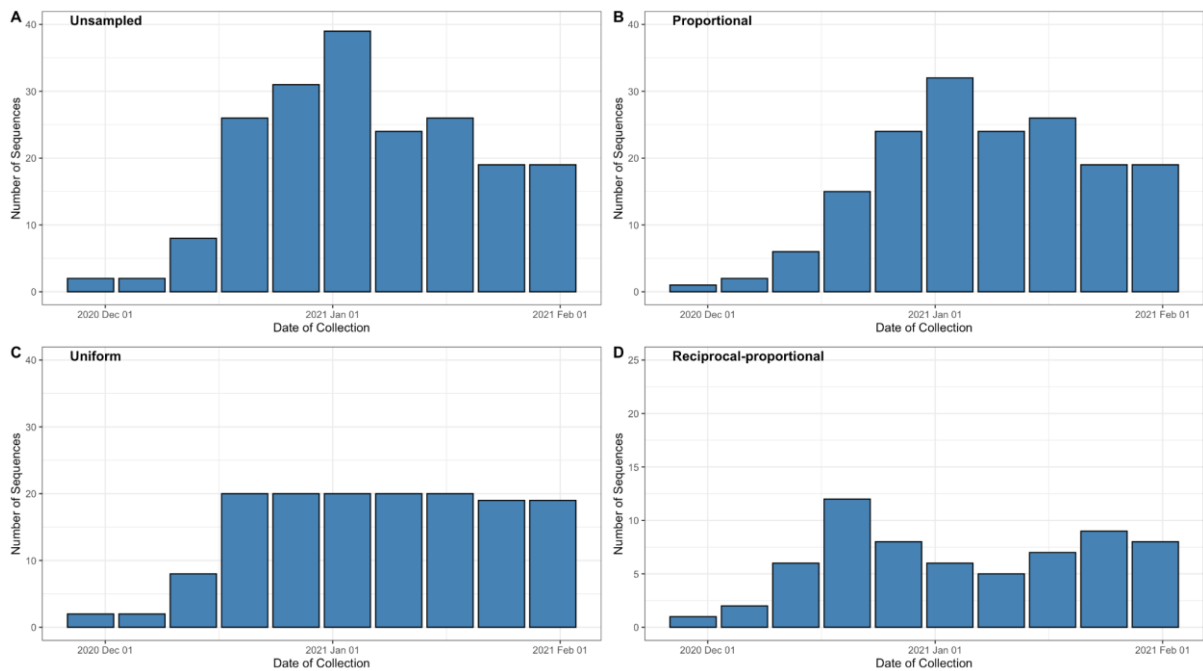 A Unsampled
40
30
20
10
0
Number of Sequences
2020 Dec 01 2021 Jan 01 2021 Feb 01
Date of Collection
B Proportional
40
30
20
10
0
Number of Sequences
2020 Dec 01 2021 Jan 01 2021 Feb 01
Date of Collection
C Uniform
40
30
20
10
0
Number of Sequences
2020 Dec 01 2021 Jan 01 2021 Feb 01
Date of Collection
D Reciprocal-proportional
25
20
15
10
5
0
Number of Sequences
2020 Dec 01 2021 Jan 01 2021 Feb 01
Date of Collection